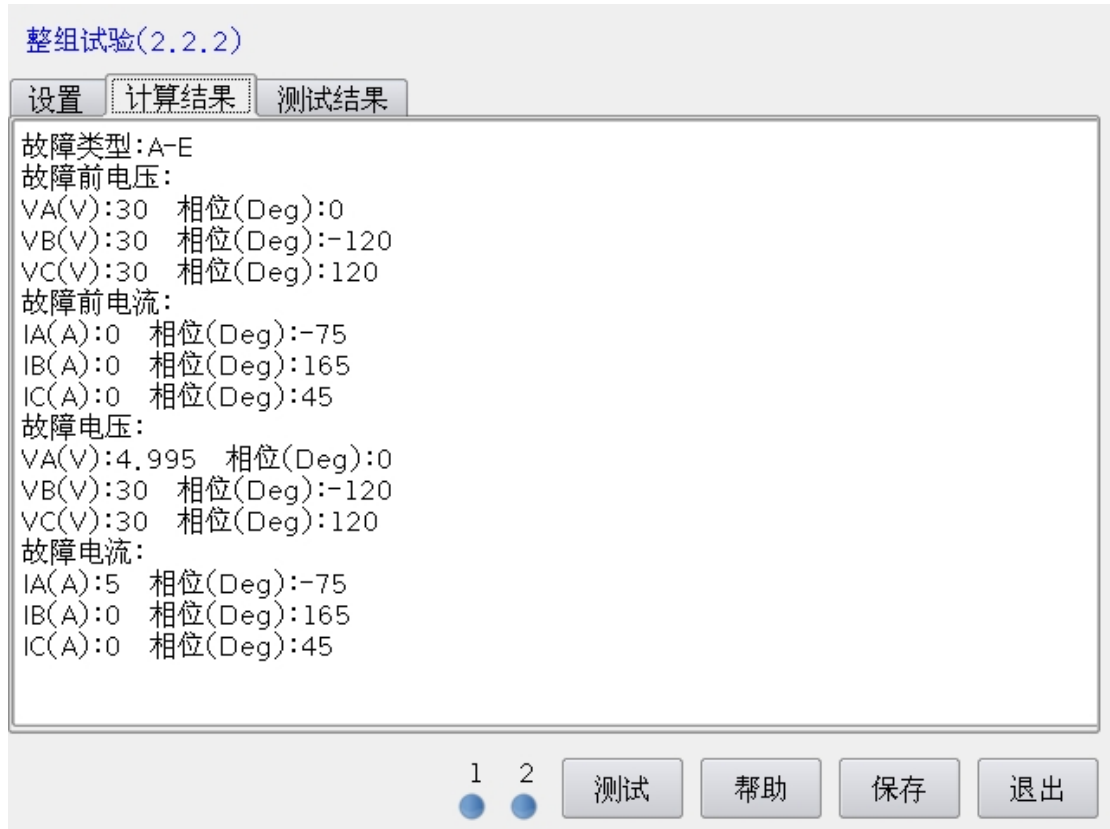 整组试验(2.2.2)
设置 计算结果 测试结果
故障类型:A-E
故障前电压:
VA(V):30 相位(Deg):0
VB(V):30 相位(Deg):-120
VC(V):30 相位(Deg):120
故障前电流:
IA(A):0 相位(Deg):-75
IB(A):0 相位(Deg):165
IC(A):0 相位(Deg):45
故障电压:
VA(V):4.995 相位(Deg):0
VB(V):30 相位(Deg):-120
VC(V):30 相位(Deg):120
故障电流:
IA(A):5 相位(Deg):-75
IB(A):0 相位(Deg):165
IC(A):0 相位(Deg):45
1 2
测试 帮助 保存 退出